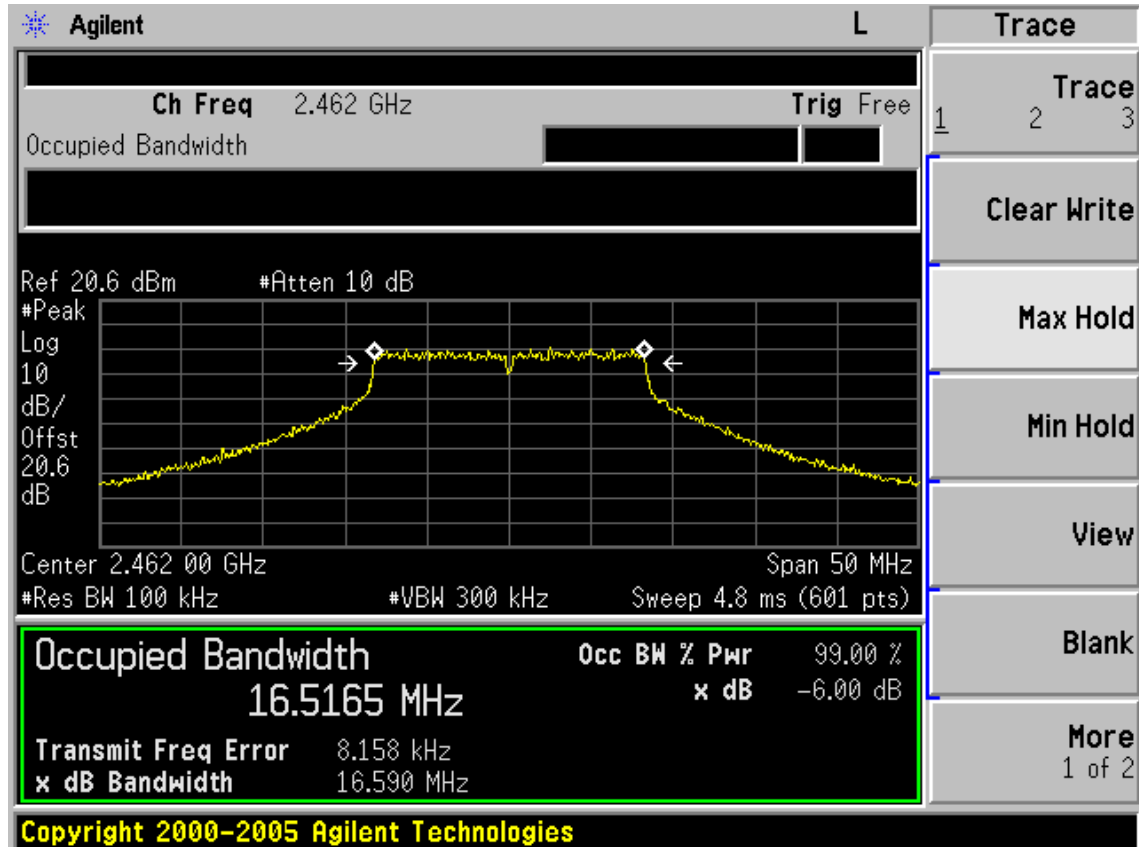 Agilent
L
Trace
Ch Freq 2.462 GHz
Trig Free
Occupied Bandwidth
Trace
1 2 3
Clear Write
Max Hold
Min Hold
View
Blank
More
1 of 2
Ref 20.6 dBm #Atten 10 dB
#Peak
Log
10
dB/
Offst
20.6
dB
Center 2.462 00 GHz Span 50 MHz
#Res BW 100 kHz #VBW 300 kHz Sweep 4.8 ms (601 pts)
Occupied Bandwidth
16.5165 MHz
Occ BW % Pwr 99.00 %
x dB -6.00 dB
Transmit Freq Error 8.158 kHz
x dB Bandwidth 16.590 MHz
Copyright 2000-2005 Agilent Technologies